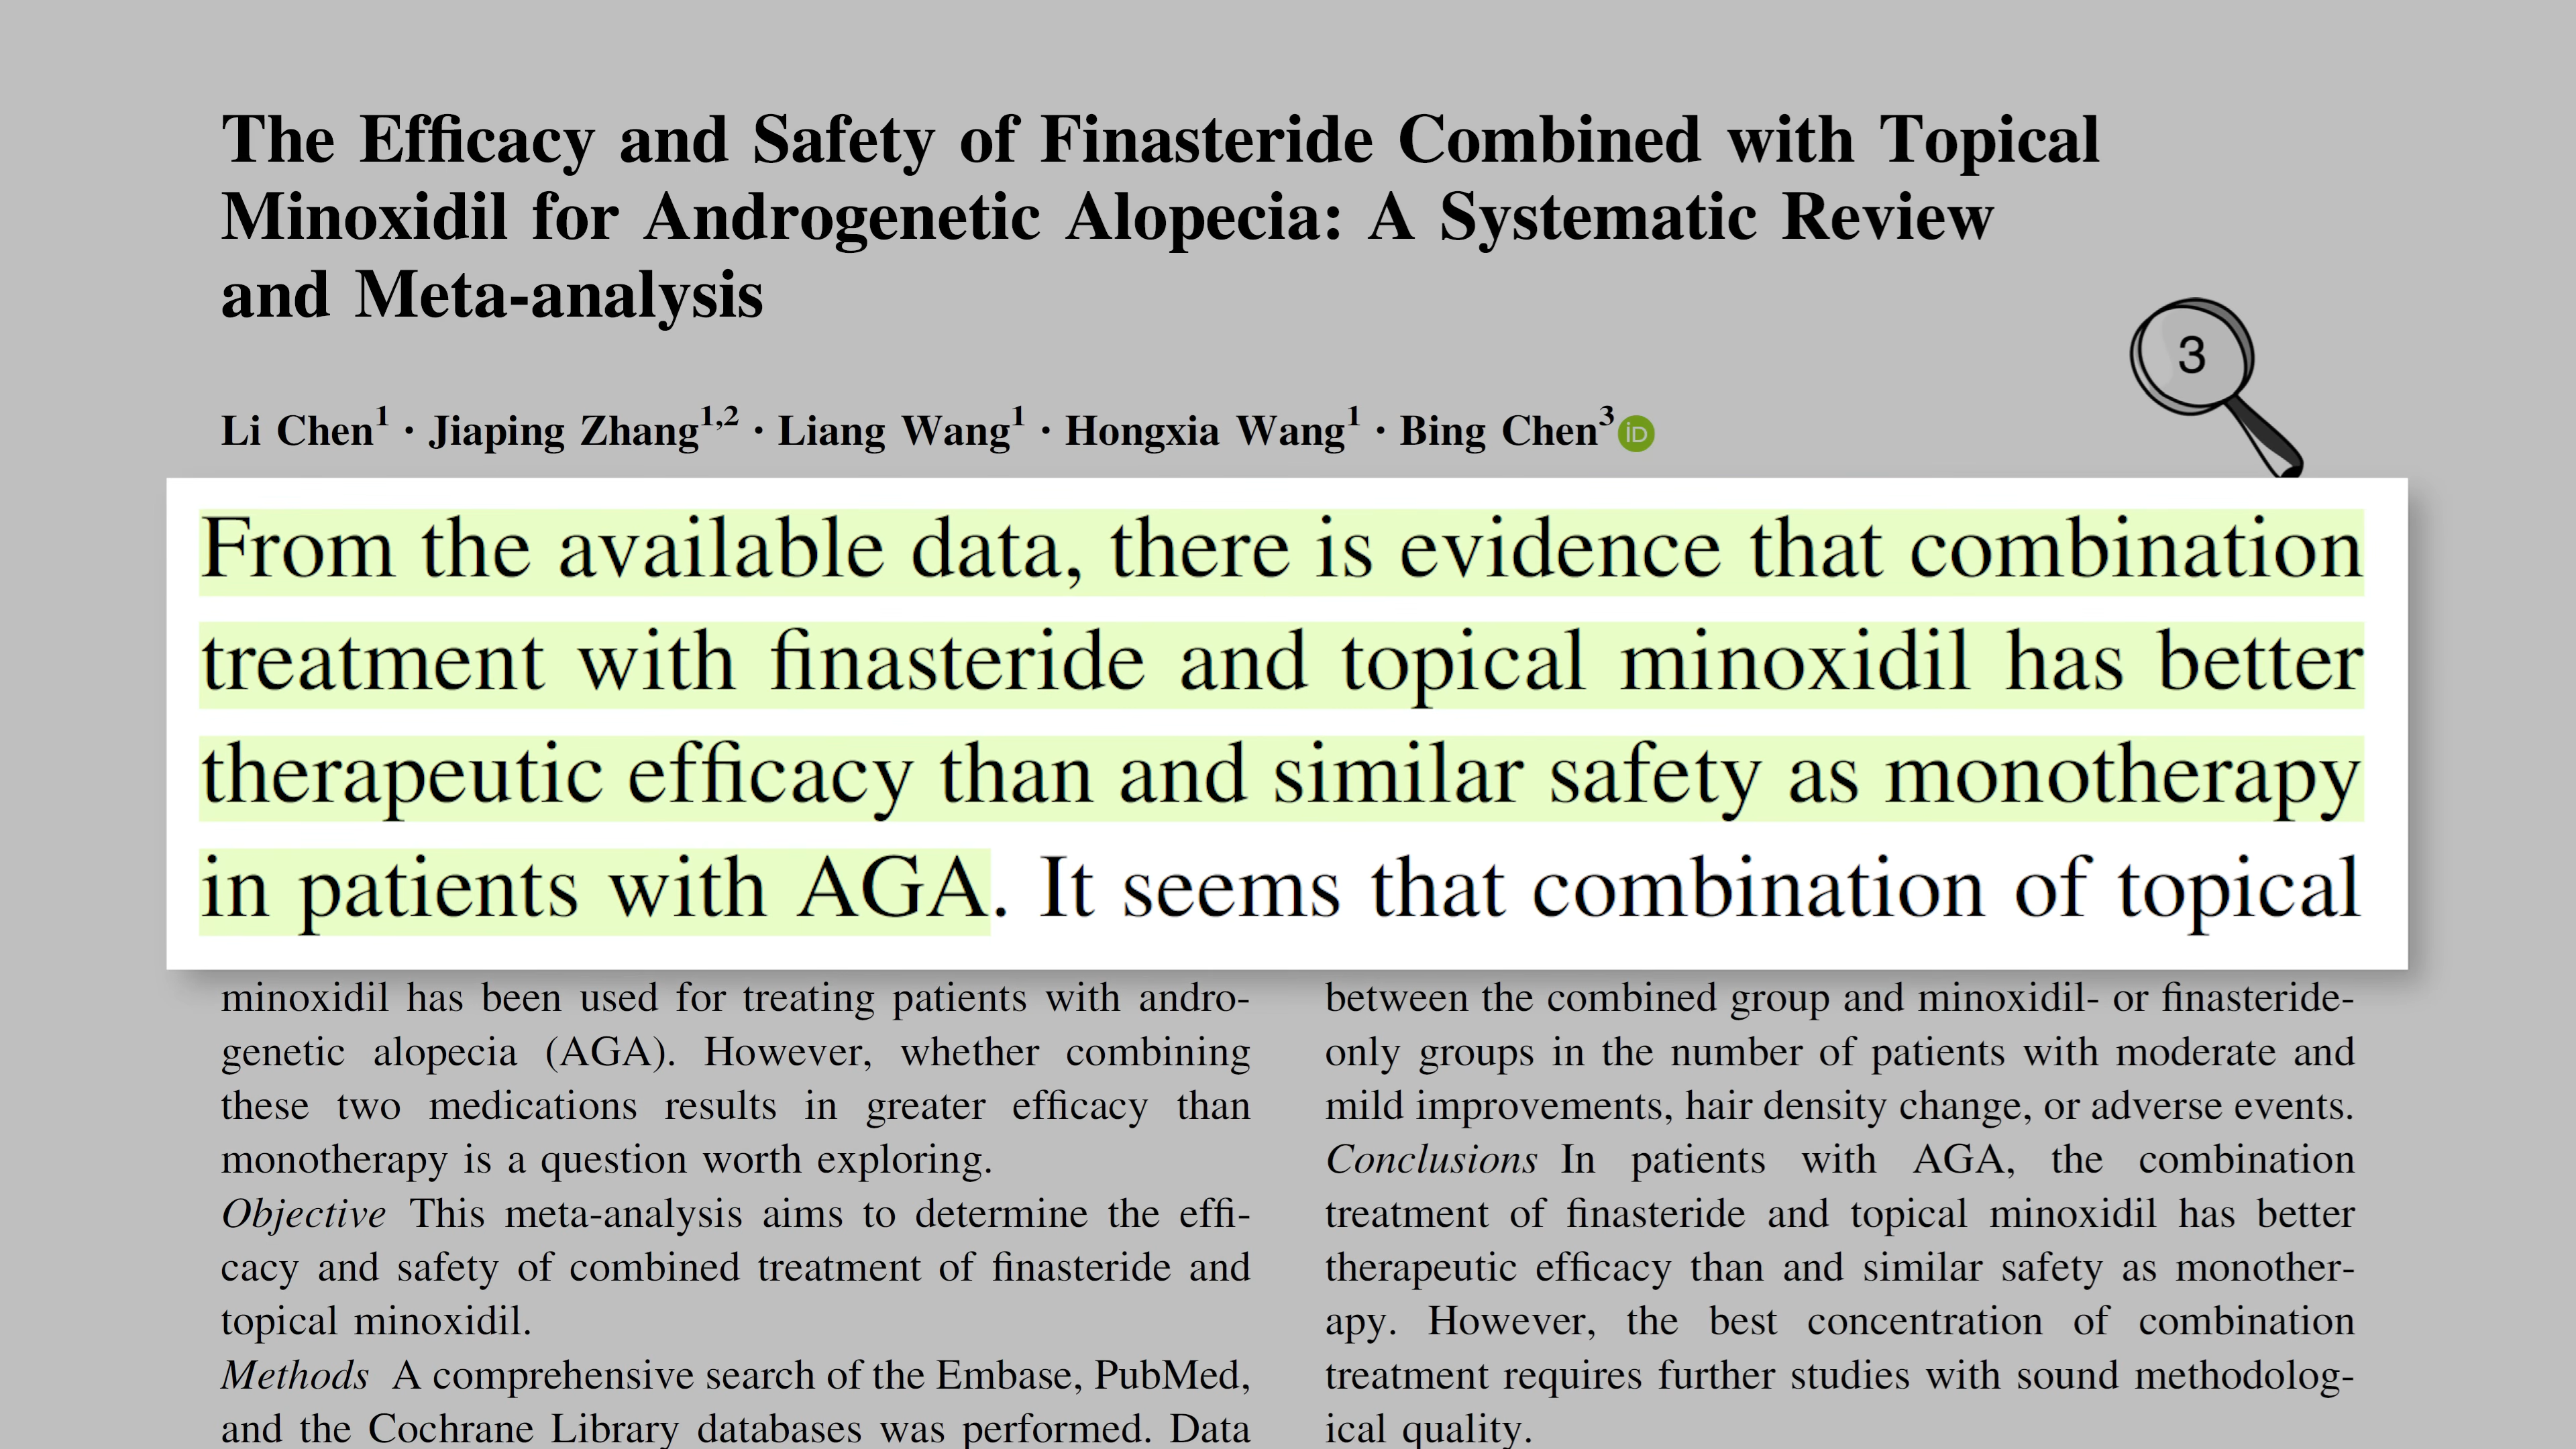 The Efficacy and Safety of Finasteride Combined with Topical
Minoxidil for Androgenetic Alopecia: A Systematic Review
and Meta-analysis
3
Li Chen1 · Jiaping Zhang1,2 · Liang Wang1 · Hongxia Wang1 · Bing Chen3 iD
From the available data, there is evidence that combination
treatment with finasteride and topical minoxidil has better
therapeutic efficacy than and similar safety as monotherapy
in patients with AGA. It seems that combination of topical
minoxidil has been used for treating patients with andro-
genetic alopecia (AGA). However, whether combining
these two medications results in greater efficacy than
monotherapy is a question worth exploring.
Objective This meta-analysis aims to determine the effi-
cacy and safety of combined treatment of finasteride and
topical minoxidil.
Methods A comprehensive search of the Embase, PubMed,
and the Cochrane Library databases was performed. Data
between the combined group and minoxidil- or finasteride-
only groups in the number of patients with moderate and
mild improvements, hair density change, or adverse events.
Conclusions In patients with AGA, the combination
treatment of finasteride and topical minoxidil has better
therapeutic efficacy than and similar safety as monother-
apy. However, the best concentration of combination
treatment requires further studies with sound methodolog-
ical quality.